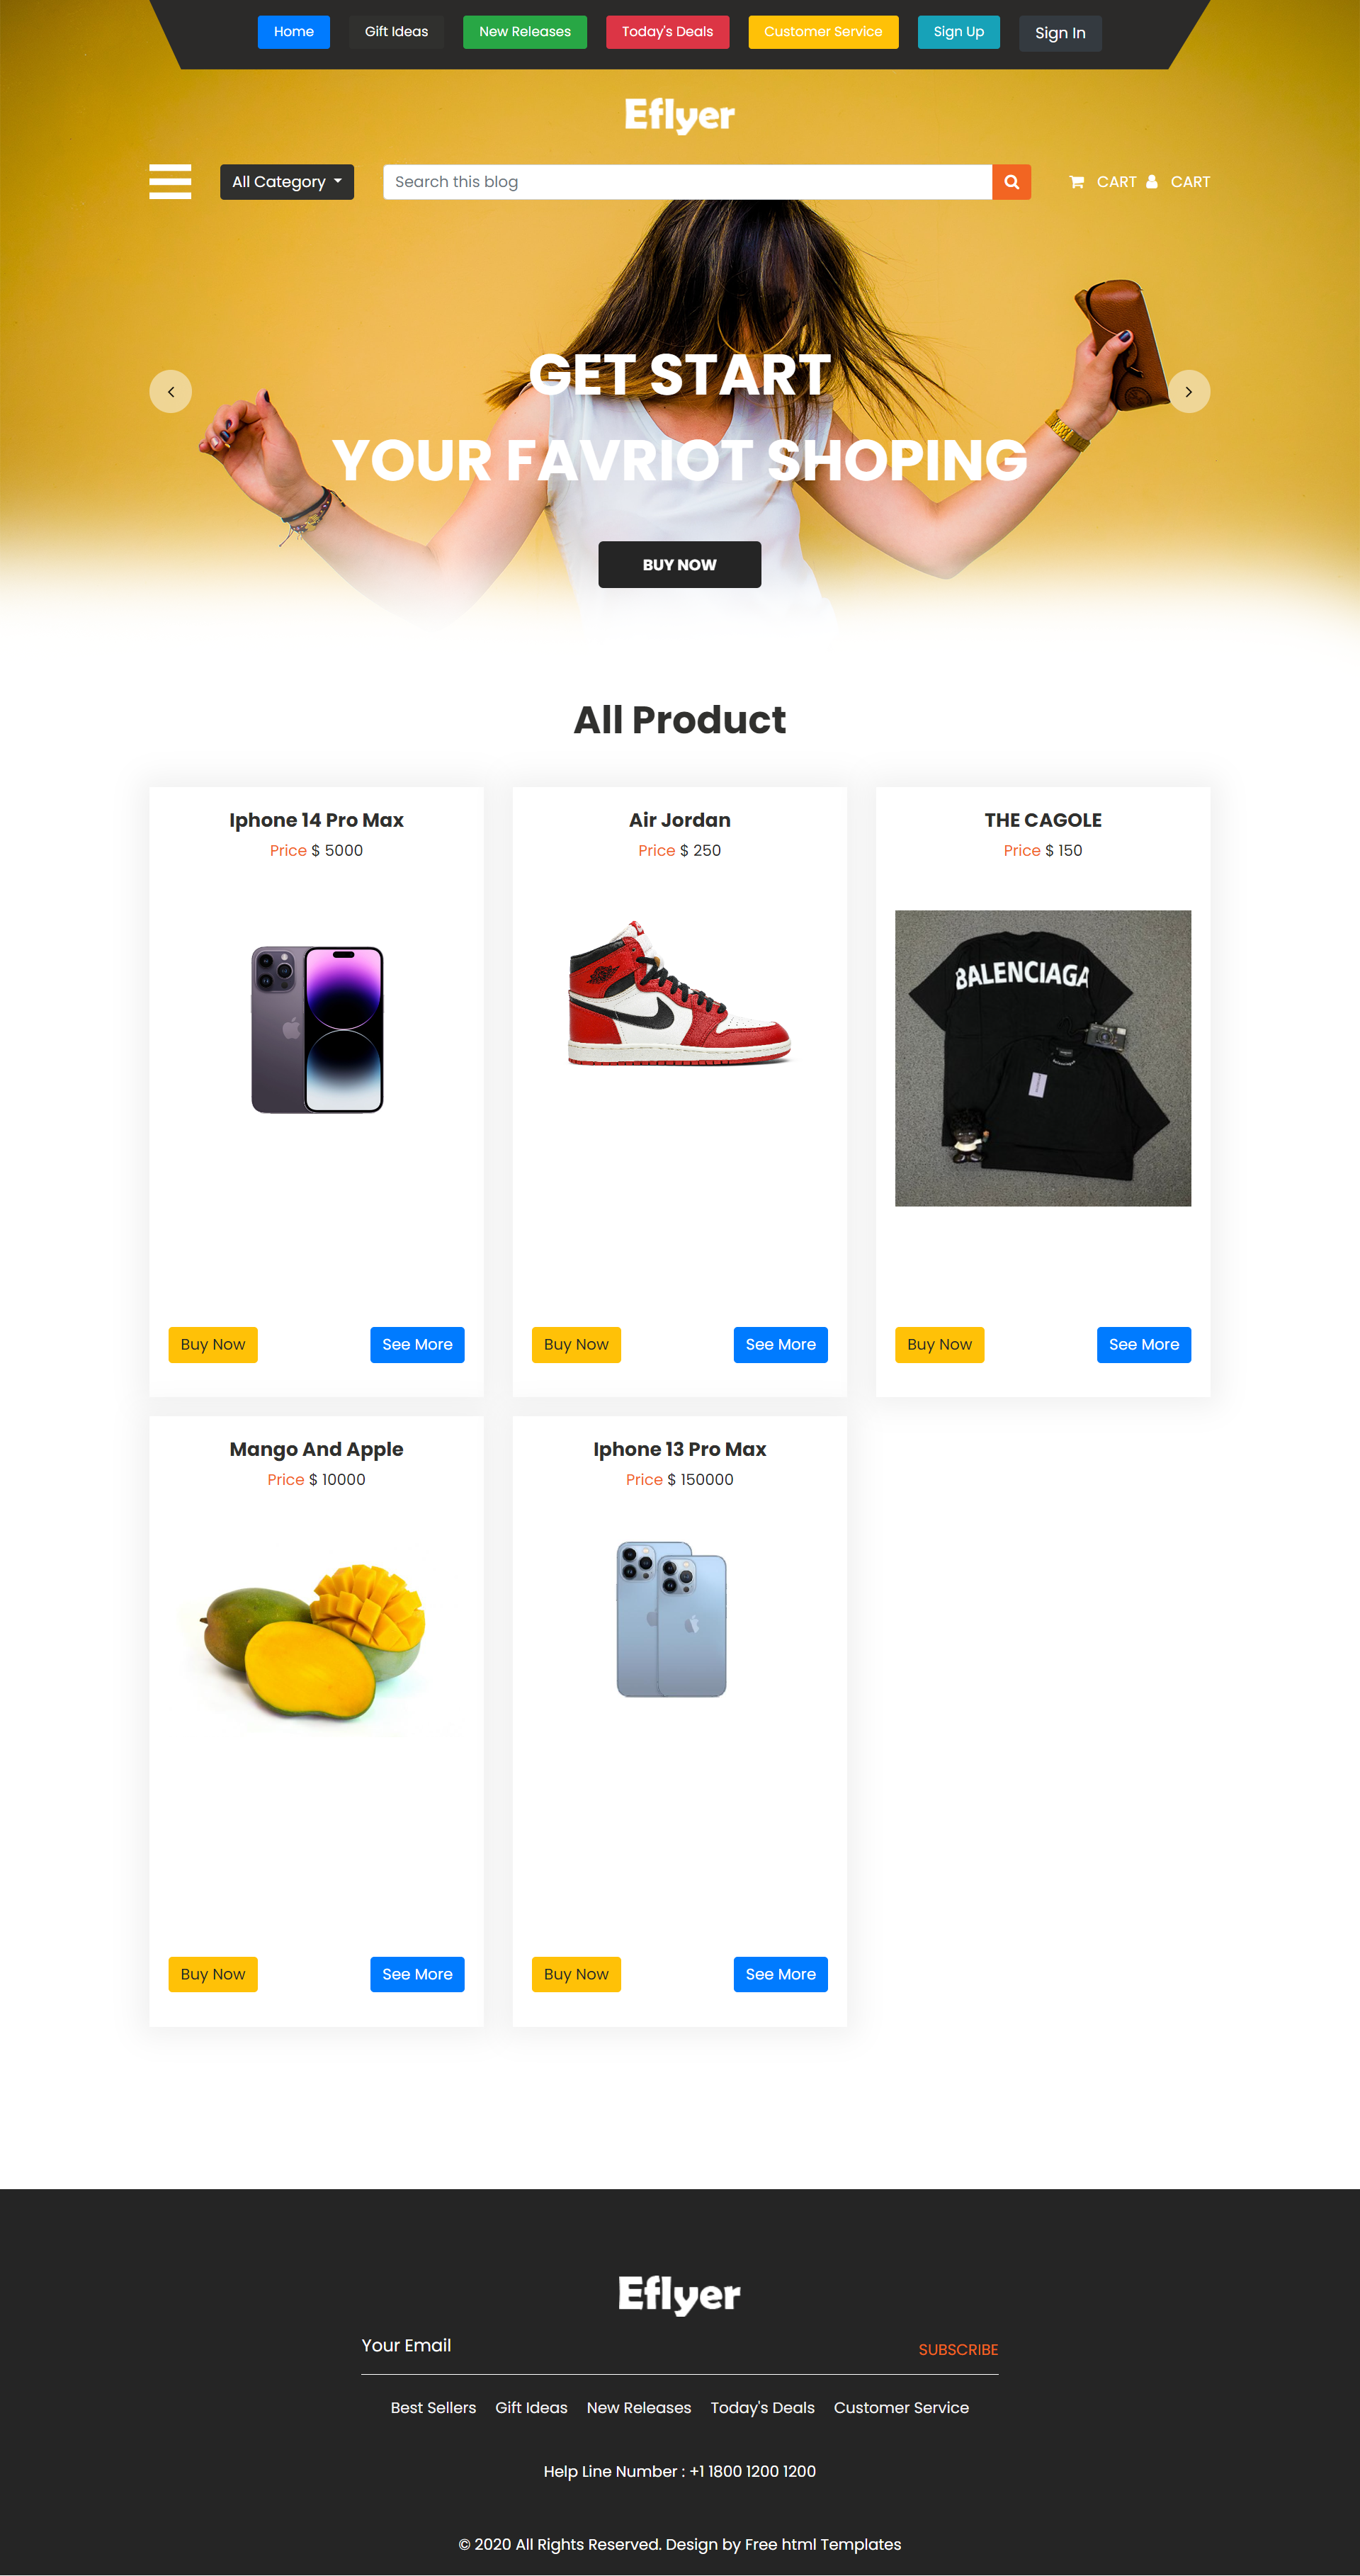 Home Gift Ideas New Releases Today's Deals Customer Service Sign Up Sign In
Eflyer
All Category Search this blog CART CART
GET START
YOUR FAVRIOT SHOPING
BUY NOW
All Product
Iphone 14 Pro Max
Price $ 5000
Buy Now See More
Air Jordan
Price $ 250
Buy Now See More
THE CAGOLE
Price $ 150
BALENCIAGA
Buy Now See More
Mango And Apple
Price $ 10000
Buy Now See More
Iphone 13 Pro Max
Price $ 150000
Buy Now See More
Eflyer
Your Email SUBSCRIBE
Best Sellers Gift Ideas New Releases Today's Deals Customer Service
Help Line Number : +1 1800 1200 1200
© 2020 All Rights Reserved. Design by Free html Templates